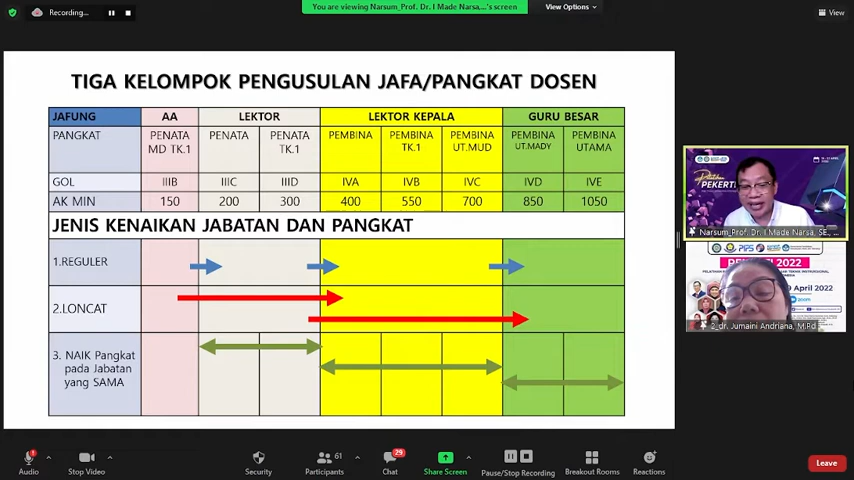 Recording...
You are viewing Narsum_Prof. Dr. I Made Narsa,...'s screen
View Options
View
TIGA KELOMPOK PENGUSULAN JAFA/PANGKAT DOSEN
JAFUNG AA LEKTOR LEKTOR KEPALA GURU BESAR
PANGKAT PENATA MD TK.1 PENATA PENATA TK.1 PEMBINA PEMBINA TK.1 PEMBINA UT.MUD PEMBINA UT.MADY PEMBINA UTAMA
GOL IIIB IIIC IIID IVA IVB IVC IVD IVE
AK MIN 150 200 300 400 550 700 850 1050
JENIS KENAIKAN JABATAN DAN PANGKAT
1.REGULER
2.LONCAT
3. NAIK Pangkat
pada Jabatan
yang SAMA
PEKERTI
Narsum_Prof. Dr. I Made Narsa, SE., ...
PIPS
2022
April 2022
zoom
2_dr. Jumaini Andriana, M.Pd
Audio
Stop Video
Security
61
Participants
29
Chat
Share Screen
Pause/Stop Recording
Breakout Rooms
Reactions
Leave